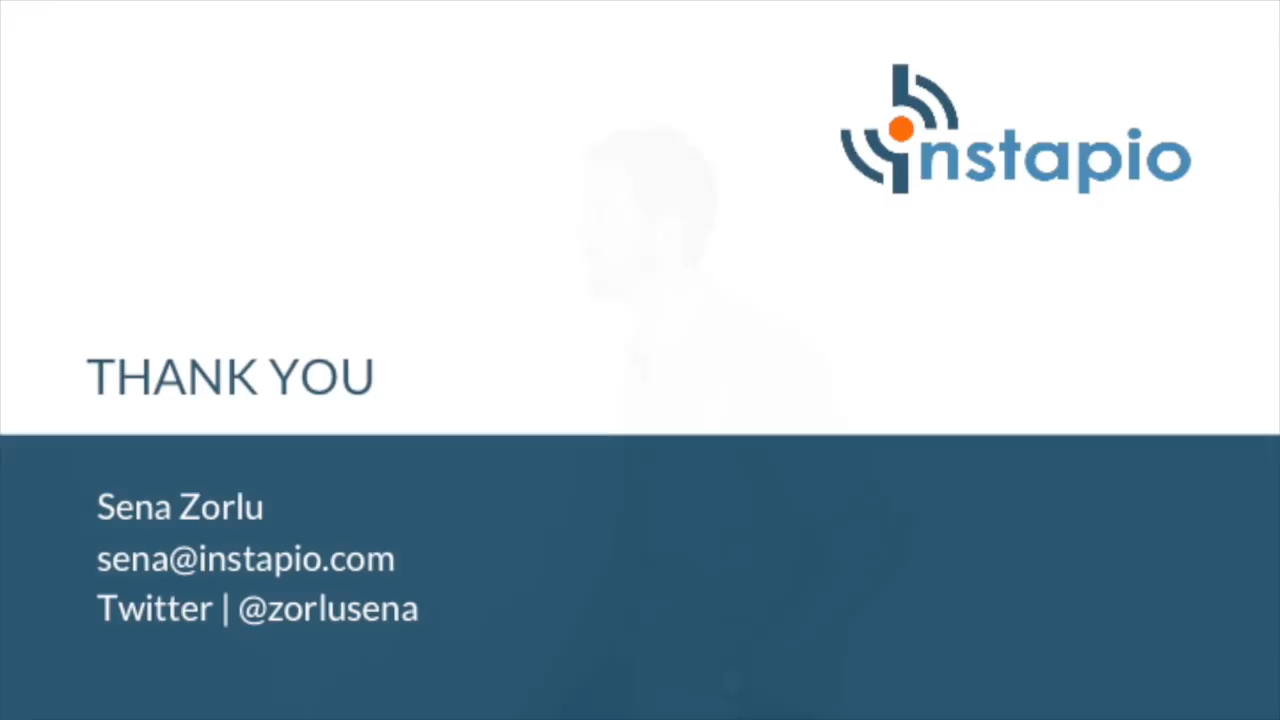 instapio
THANK YOU
Sena Zorlu
sena@instapio.com
Twitter | @zorlusena